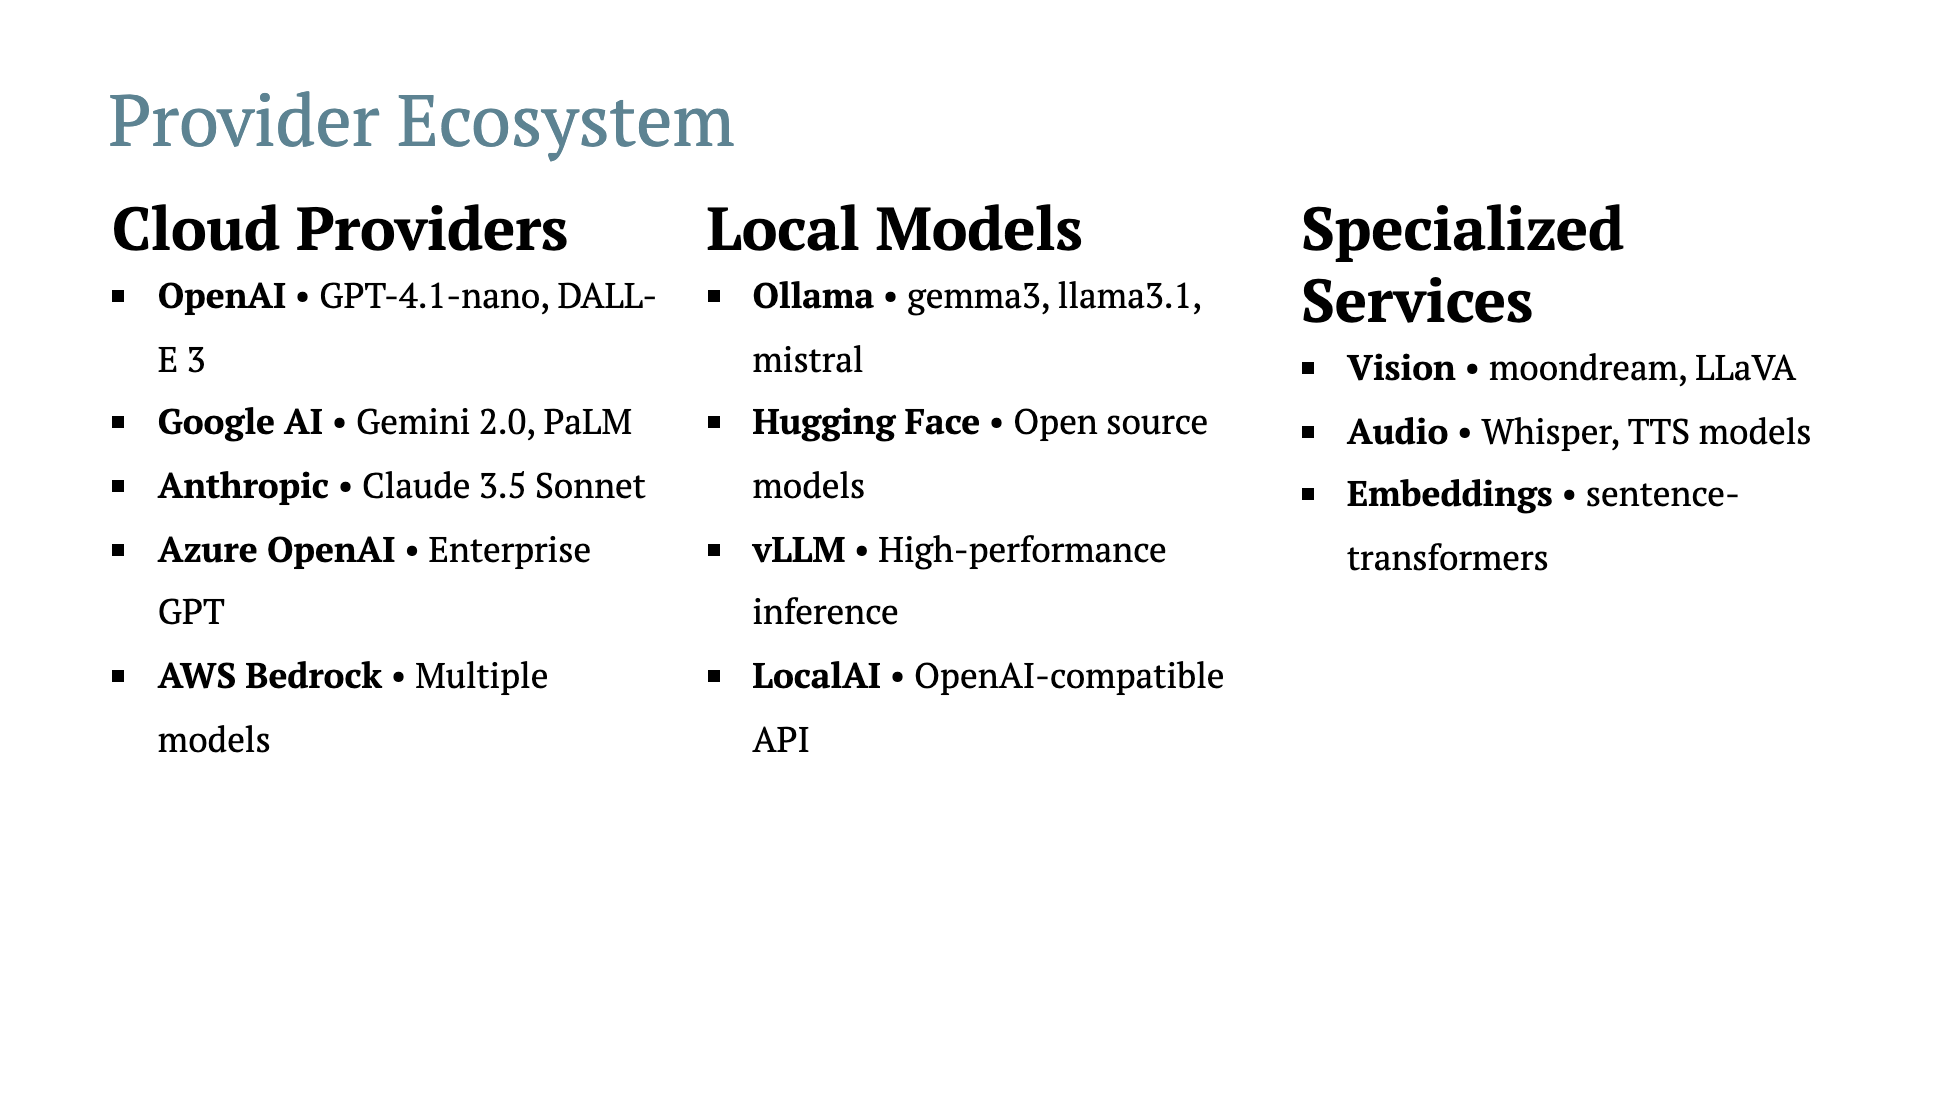 Provider Ecosystem
Cloud Providers
▪ OpenAI • GPT-4.1-nano, DALL-
E 3
▪ Google AI • Gemini 2.0, PaLM
▪ Anthropic • Claude 3.5 Sonnet
▪ Azure OpenAI • Enterprise
GPT
▪ AWS Bedrock • Multiple
models
Local Models
▪ Ollama • gemma3, llama3.1,
mistral
▪ Hugging Face • Open source
models
▪ vLLM • High-performance
inference
▪ LocalAI • OpenAI-compatible
API
Specialized
Services
▪ Vision • moondream, LLaVA
▪ Audio • Whisper, TTS models
▪ Embeddings • sentence-
transformers